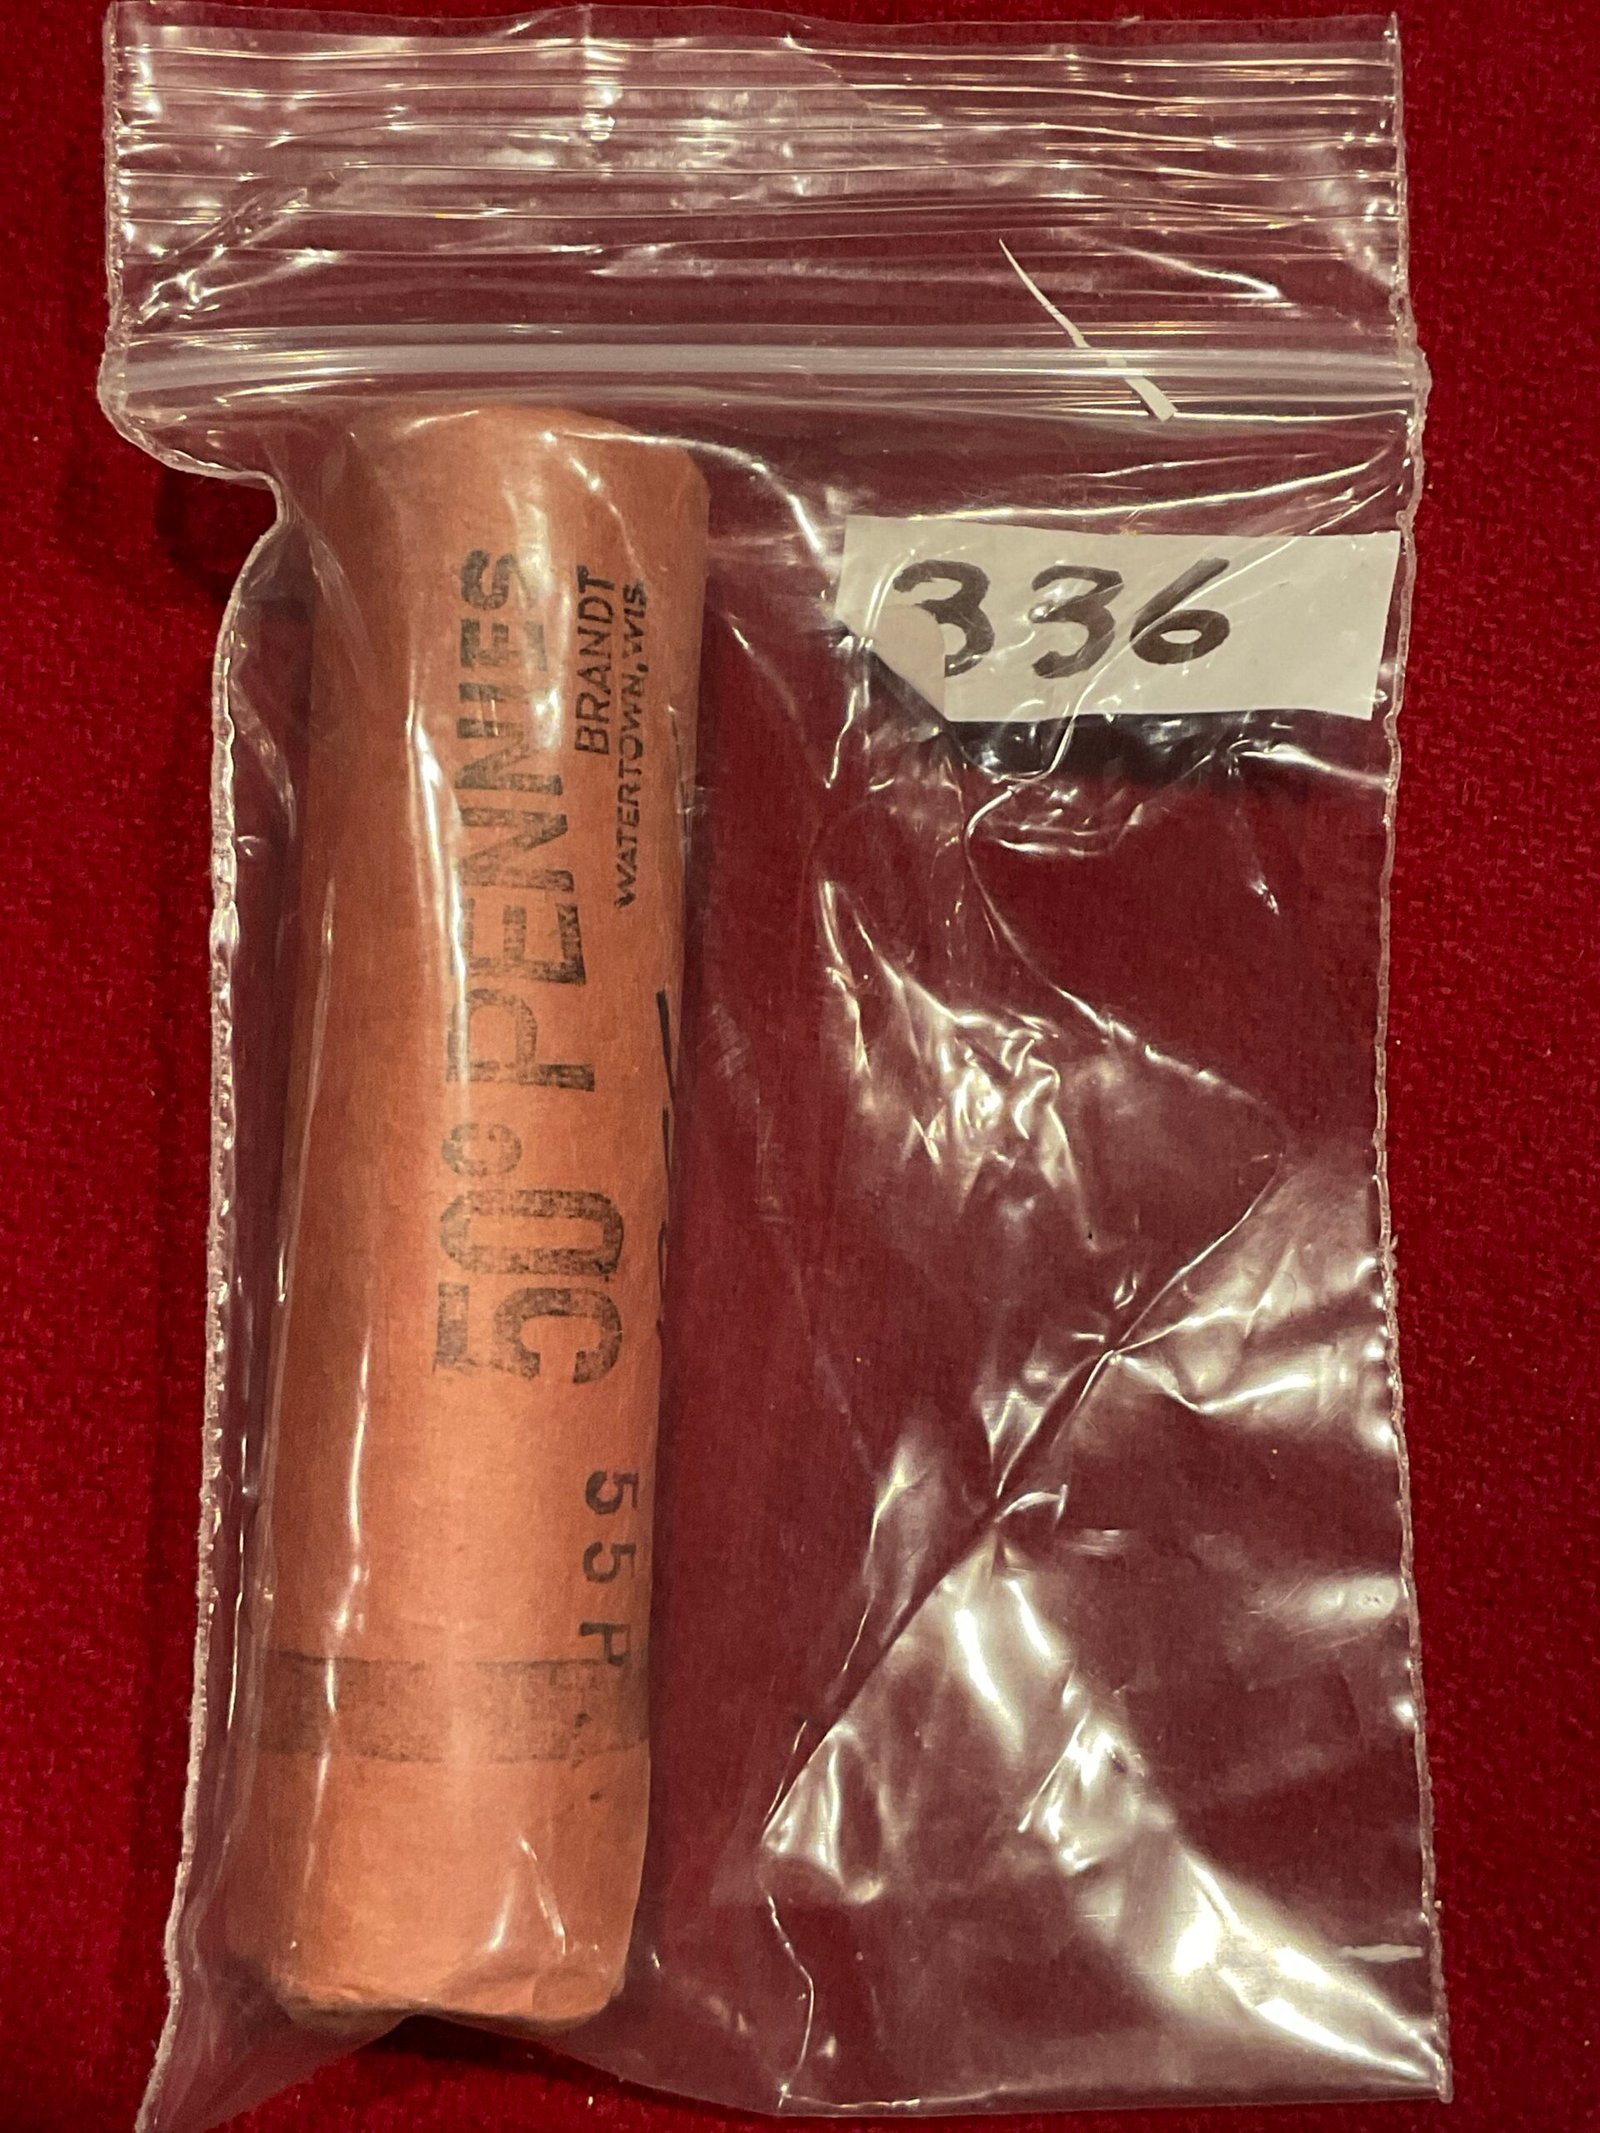 336
50¢ PENNIES
BRANDT
WATERTOWN, WIS.
55 P